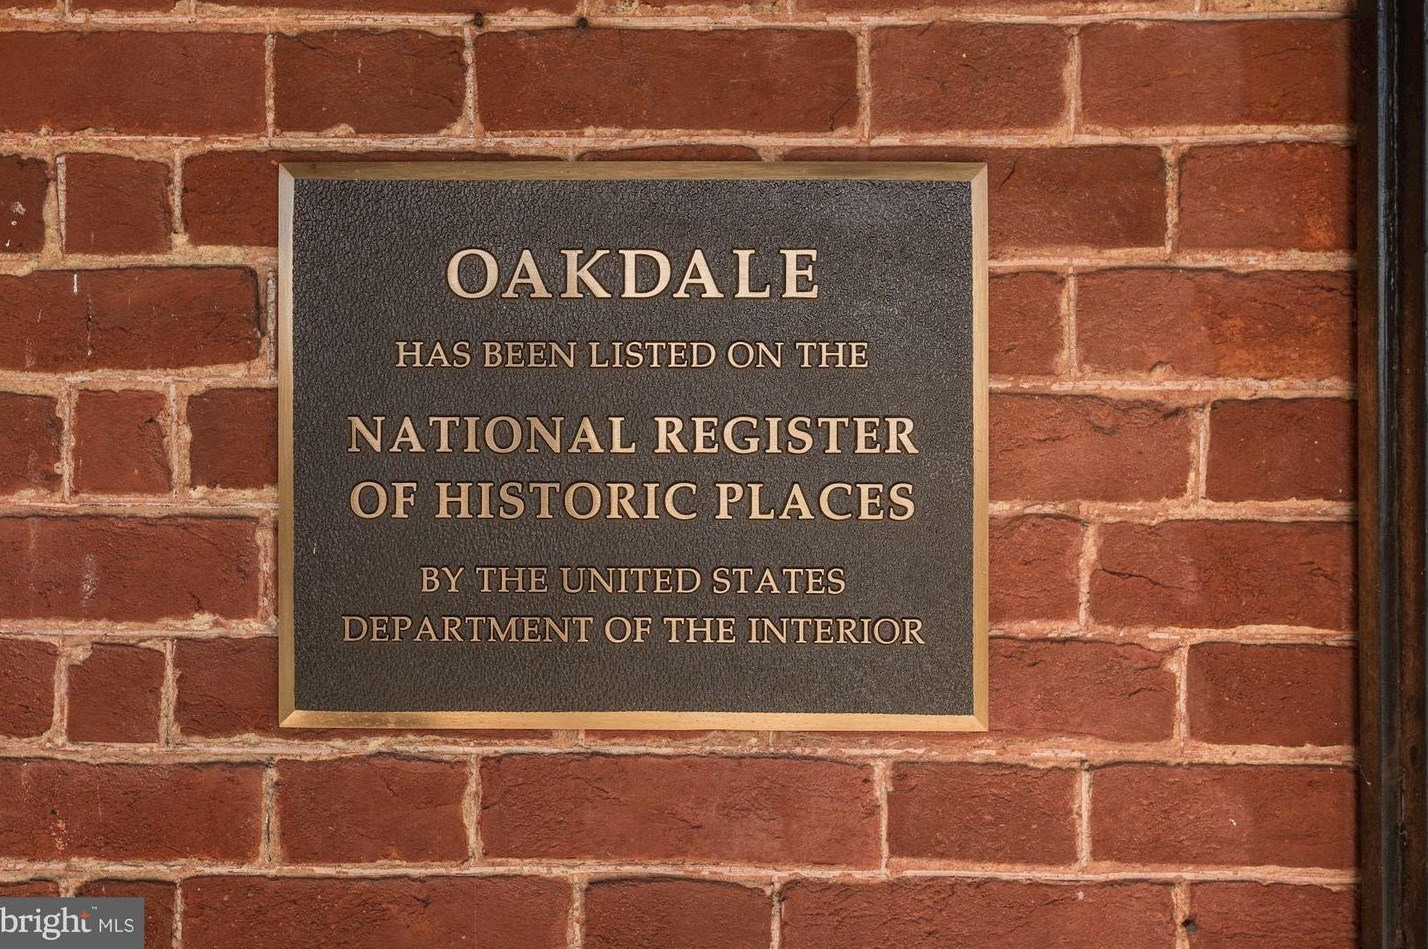 OAKDALE
HAS BEEN LISTED ON THE
NATIONAL REGISTER
OF HISTORIC PLACES
BY THE UNITED STATES
DEPARTMENT OF THE INTERIOR
bright™ MLS